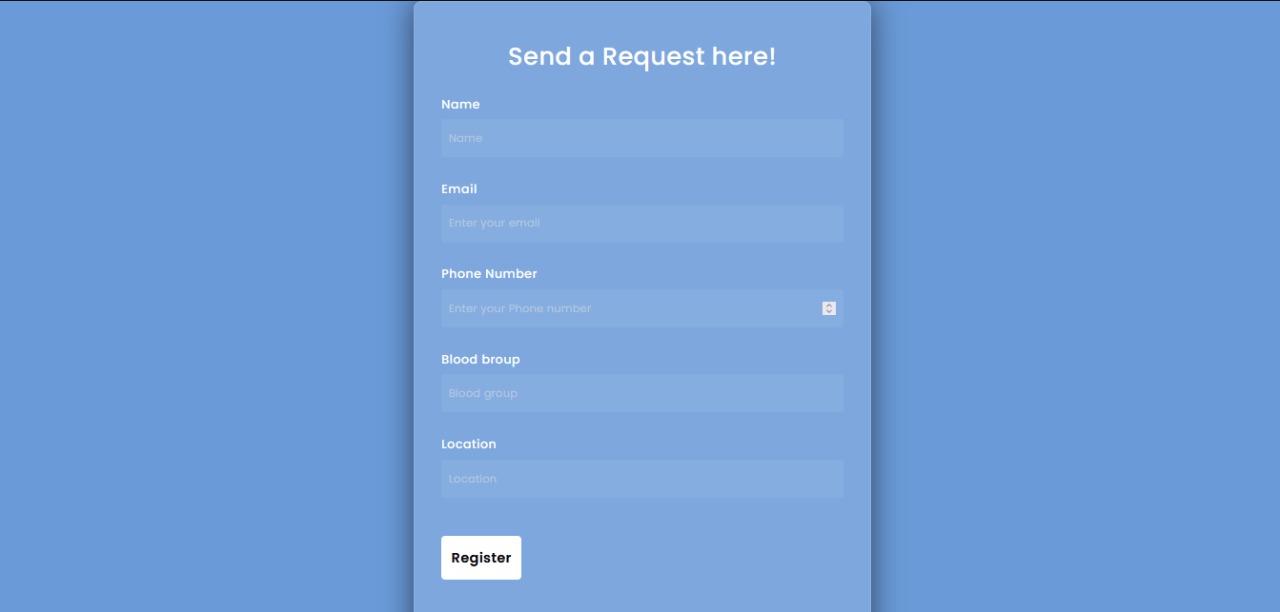 Send a Request here!
Name
Name
Email
Enter your email
Phone Number
Enter your Phone number
Blood broup
Blood group
Location
Location
Register